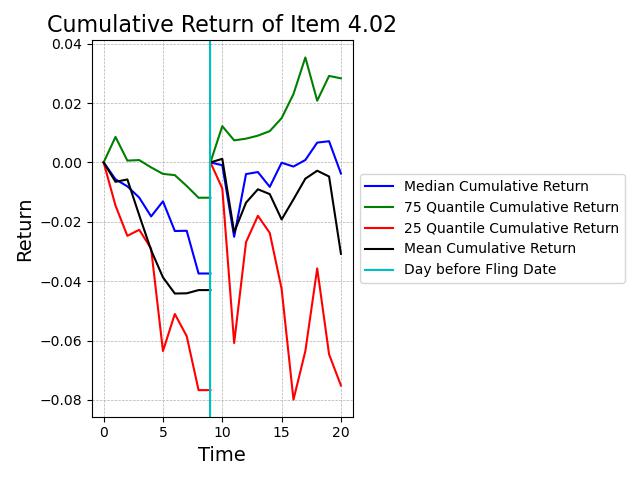 Cumulative Return of Item 4.02
0.04
0.02
0.00
−0.02
−0.04
−0.06
−0.08
Return
0
5
10
15
20
Time
Median Cumulative Return
75 Quantile Cumulative Return
25 Quantile Cumulative Return
Mean Cumulative Return
Day before Fling Date